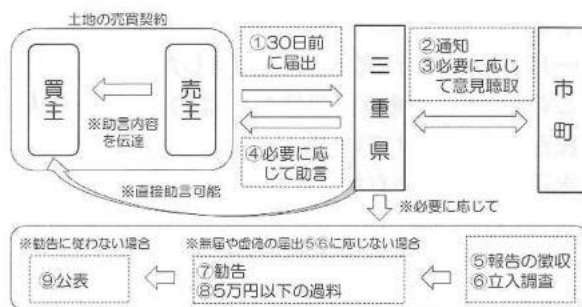 土地の売買契約
買主
売主
※助言内容
を伝達
①30日前
に届出
④必要に応
じて助言
※直接助言可能
三重県
②通知
③必要に応じ
て意見聴取
市町
※必要に応じて
※勧告に従わない場合
※無届や虚偽の届出⑤⑥に応じない場合
⑨公表
⑦勧告
⑧5万円以下の過料
⑤報告の徴収
⑥立入調査